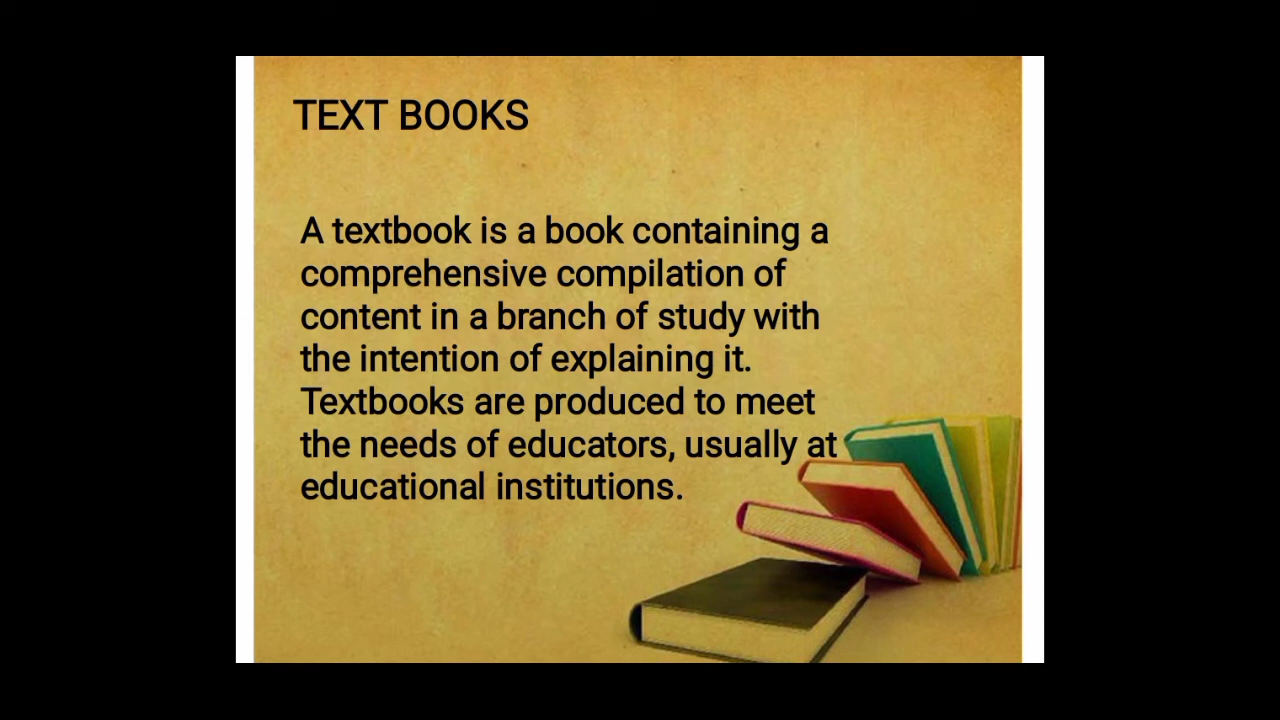 TEXT BOOKS
A textbook is a book containing a
comprehensive compilation of
content in a branch of study with
the intention of explaining it.
Textbooks are produced to meet
the needs of educators, usually at
educational institutions.